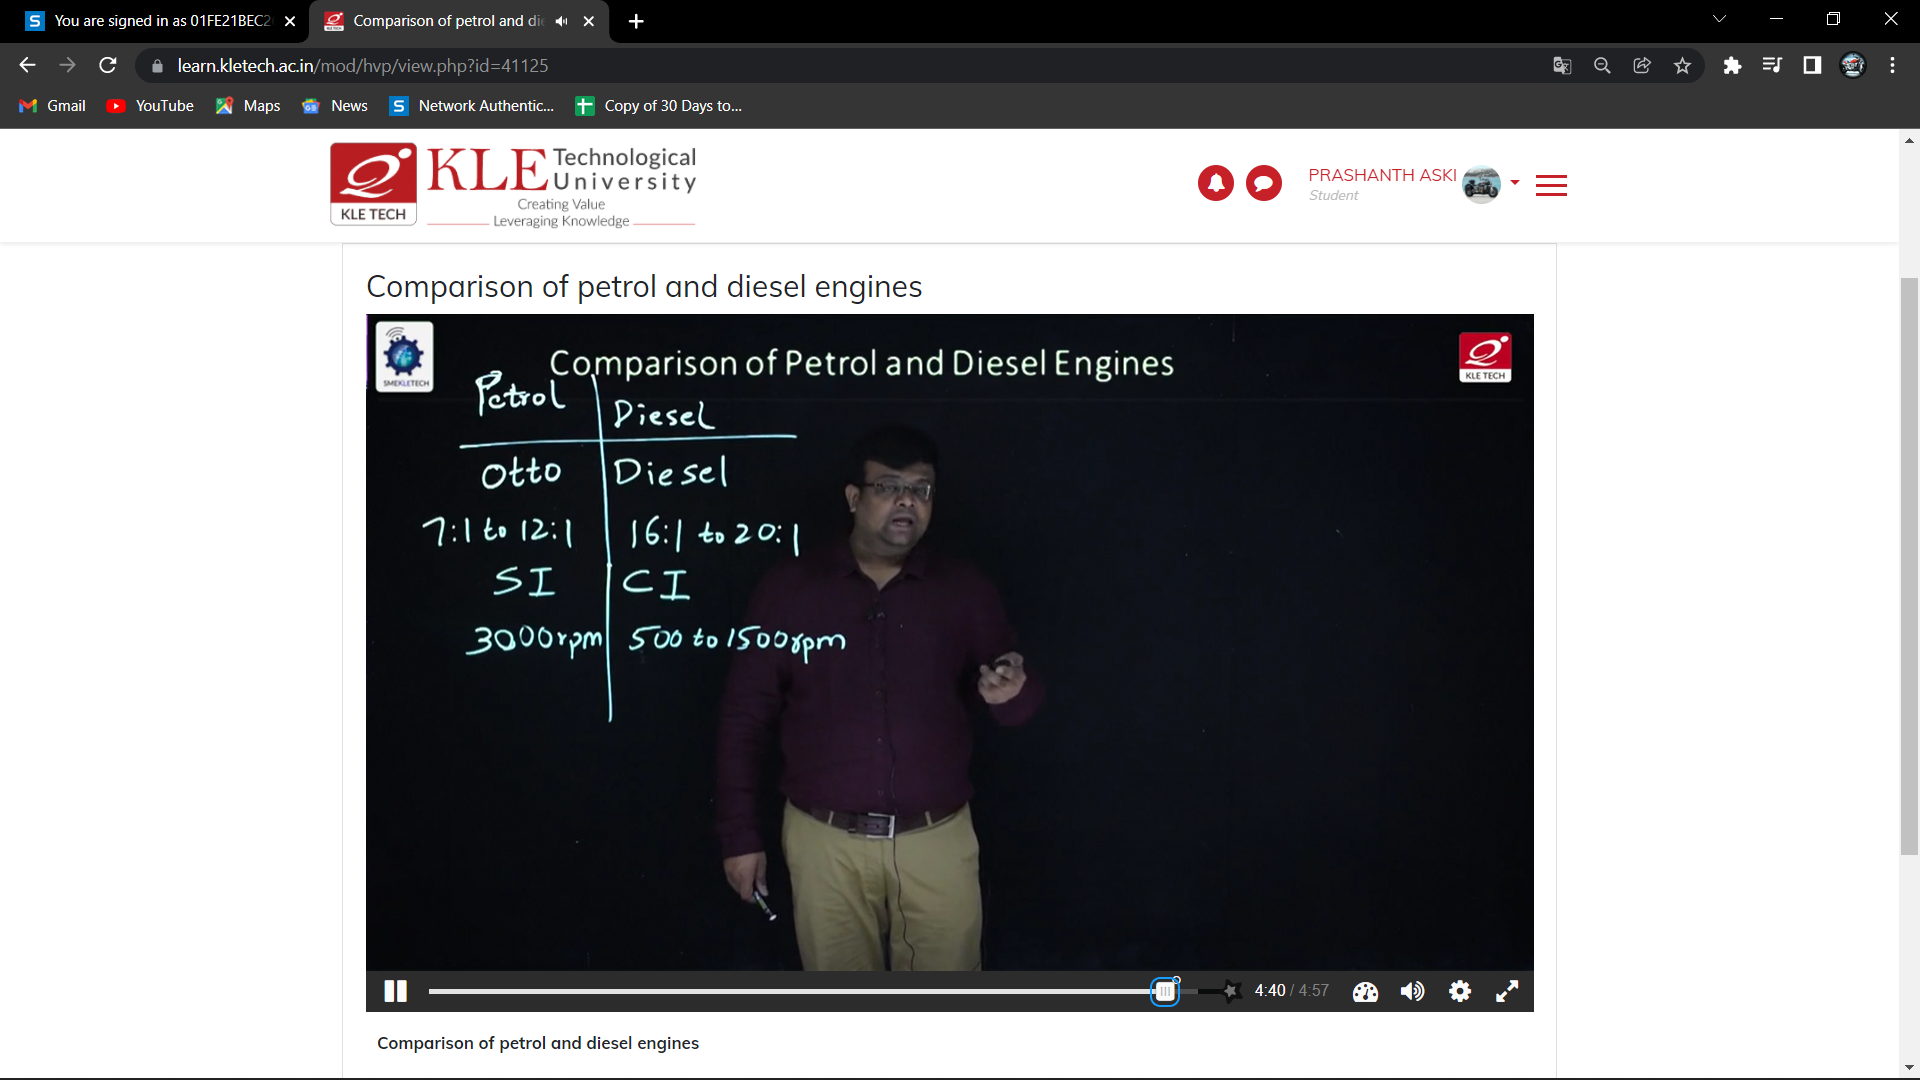 You are signed in as 01FE21BEC2
Comparison of petrol and die
learn.kletech.ac.in/mod/hvp/view.php?id=41125
Gmail YouTube Maps News Network Authentic... Copy of 30 Days to...
KLE TECH
KLE Technological University
Creating Value
Leveraging Knowledge
PRASHANTH ASKI
Student
Comparison of petrol and diesel engines
SMEKLETECH
Comparison of Petrol and Diesel Engines
KLE TECH
Petrol Diesel
Otto Diesel
7:1 to 12:1 16:1 to 20:1
SI CI
3000rpm 500 to 1500rpm
4:40 / 4:57
Comparison of petrol and diesel engines